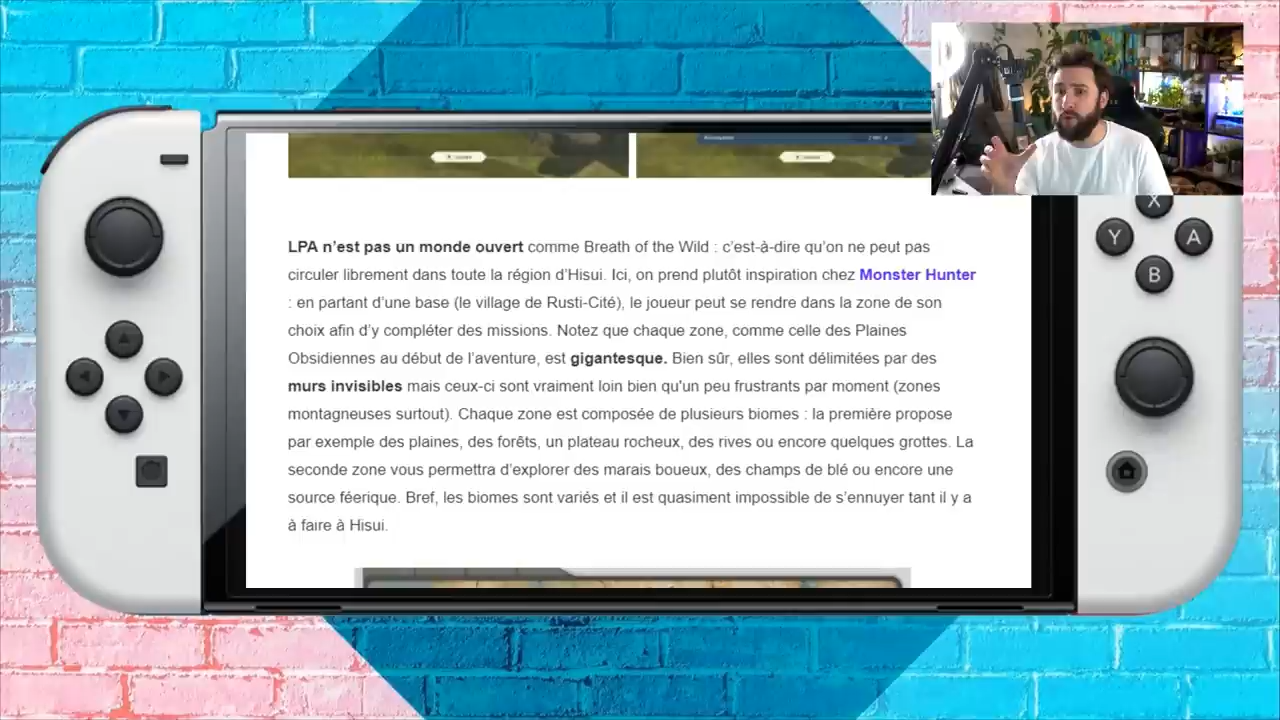 LPA n’est pas un monde ouvert comme Breath of the Wild : c’est-à-dire qu’on ne peut pas
circuler librement dans toute la région d’Hisui. Ici, on prend plutôt inspiration chez Monster Hunter
: en partant d’une base (le village de Rusti-Cité), le joueur peut se rendre dans la zone de son
choix afin d’y compléter des missions. Notez que chaque zone, comme celle des Plaines
Obsidiennes au début de l’aventure, est gigantesque. Bien sûr, elles sont délimitées par des
murs invisibles mais ceux-ci sont vraiment loin bien qu'un peu frustrants par moment (zones
montagneuses surtout). Chaque zone est composée de plusieurs biomes : la première propose
par exemple des plaines, des forêts, un plateau rocheux, des rives ou encore quelques grottes. La
seconde zone vous permettra d’explorer des marais boueux, des champs de blé ou encore une
source féerique. Bref, les biomes sont variés et il est quasiment impossible de s’ennuyer tant il y a
à faire à Hisui.
X
Y
A
B